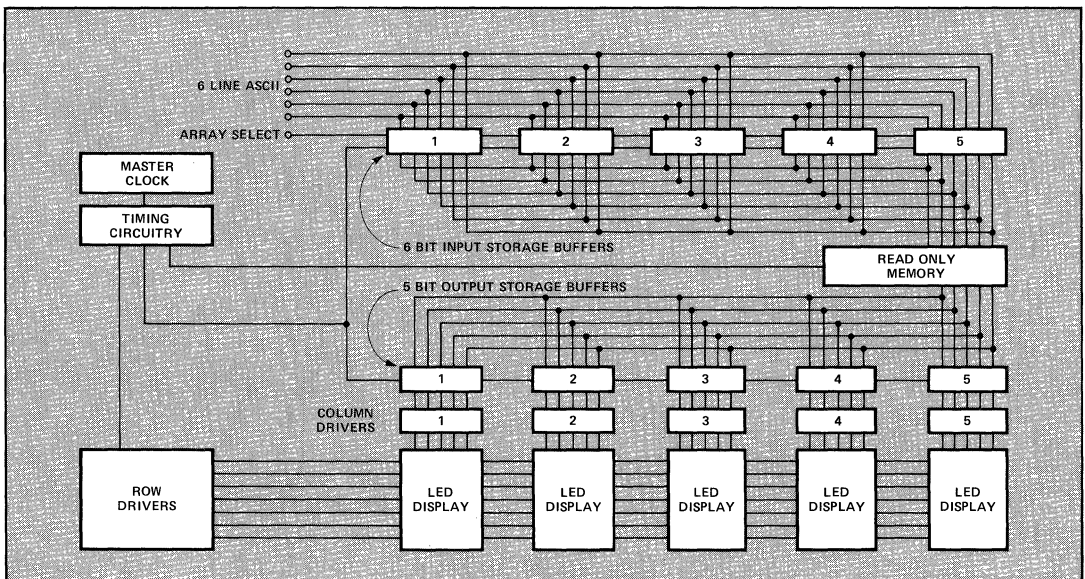 6 LINE ASCII
ARRAY SELECT
1 2 3 4 5
MASTER
CLOCK
TIMING
CIRCUITRY
6 BIT INPUT STORAGE BUFFERS
READ ONLY
MEMORY
5 BIT OUTPUT STORAGE BUFFERS
1 2 3 4 5
COLUMN
DRIVERS
1 2 3 4 5
ROW
DRIVERS
LED
DISPLAY
LED
DISPLAY
LED
DISPLAY
LED
DISPLAY
LED
DISPLAY